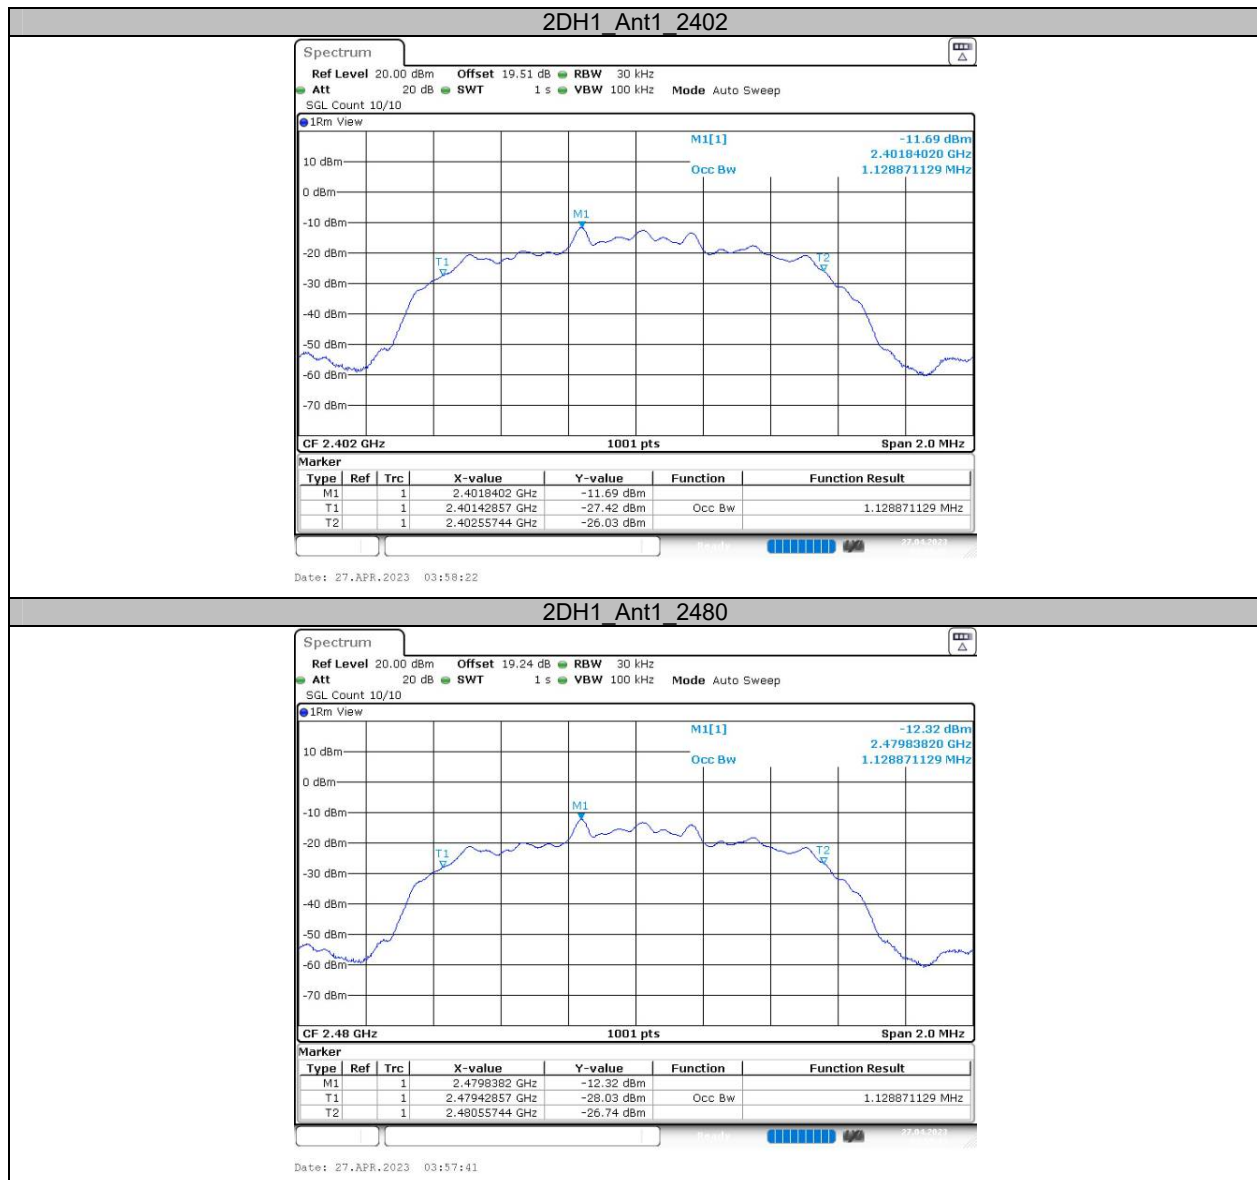 2DH1_Ant1_2402
Spectrum
Ref Level 20.00 dBm Offset 19.51 dB RBW 30 kHz
Att 20 dB SWT 1 s VBW 100 kHz Mode Auto Sweep
SGL Count 10/10
1Rm View
M1[1] -11.69 dBm
2.40184020 GHz
Occ Bw 1.128871129 MHz
10 dBm
0 dBm
-10 dBm
M1
-20 dBm
T1
T2
-30 dBm
-40 dBm
-50 dBm
-60 dBm
-70 dBm
CF 2.402 GHz 1001 pts Span 2.0 MHz
Marker
Type Ref Trc X-value Y-value Function Function Result
M1 1 2.4018402 GHz -11.69 dBm
T1 1 2.40142857 GHz -27.42 dBm Occ Bw 1.128871129 MHz
T2 1 2.40255744 GHz -26.03 dBm
27.04.2023
Date: 27.APR.2023 03:58:22
2DH1_Ant1_2480
Spectrum
Ref Level 20.00 dBm Offset 19.24 dB RBW 30 kHz
Att 20 dB SWT 1 s VBW 100 kHz Mode Auto Sweep
SGL Count 10/10
1Rm View
M1[1] -12.32 dBm
2.47983820 GHz
Occ Bw 1.128871129 MHz
10 dBm
0 dBm
-10 dBm
M1
-20 dBm
T1
T2
-30 dBm
-40 dBm
-50 dBm
-60 dBm
-70 dBm
CF 2.48 GHz 1001 pts Span 2.0 MHz
Marker
Type Ref Trc X-value Y-value Function Function Result
M1 1 2.4798382 GHz -12.32 dBm
T1 1 2.47942857 GHz -28.03 dBm Occ Bw 1.128871129 MHz
T2 1 2.48055744 GHz -26.74 dBm
27.04.2023
Date: 27.APR.2023 03:57:41